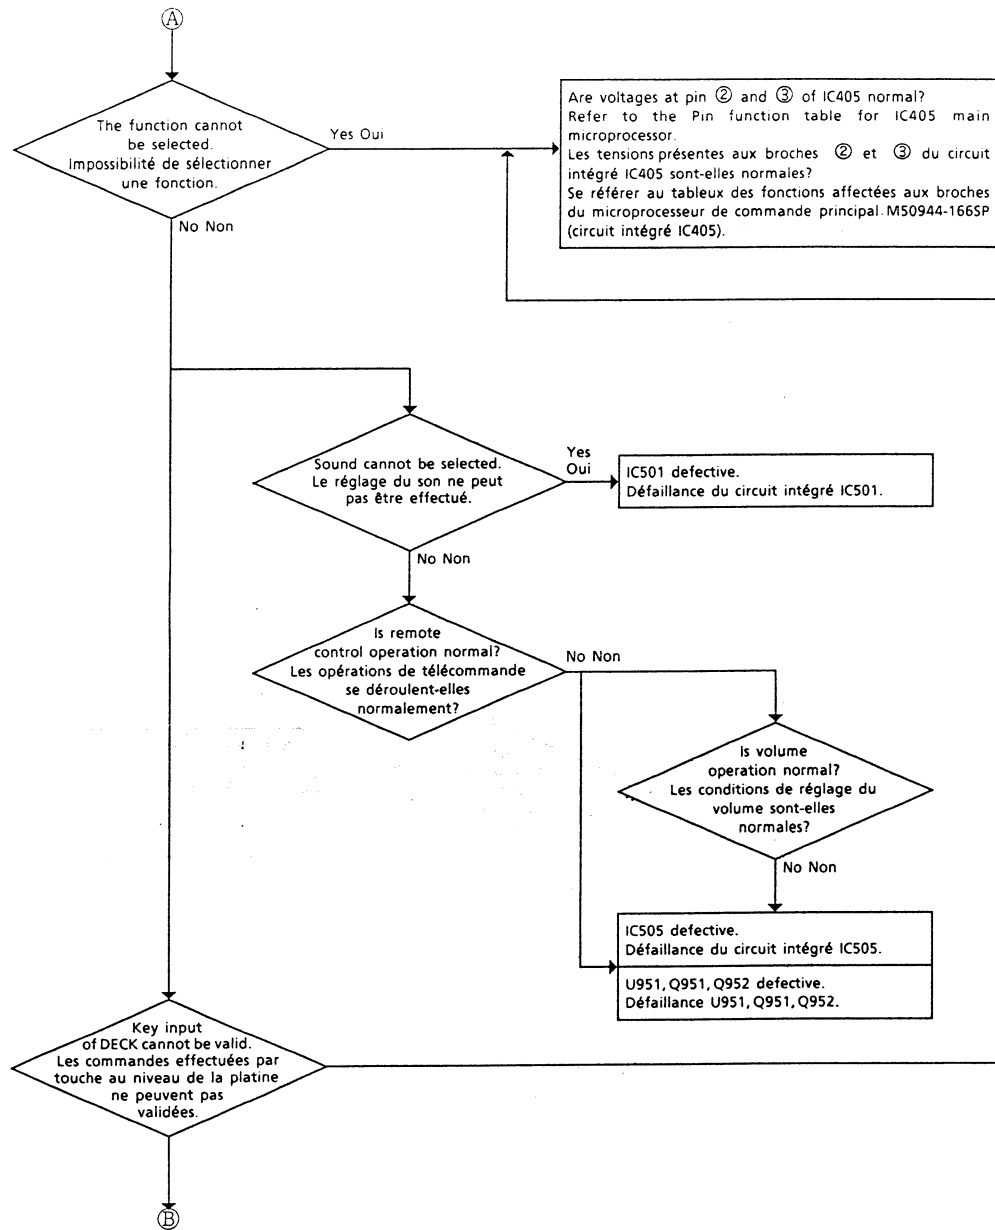 A
The function cannot
be selected.
Impossibilité de sélectionner
une fonction.
Yes Oui
No Non
Are voltages at pin ② and ③ of IC405 normal?
Refer to the Pin function table for IC405 main
microprocessor.
Les tensions présentes aux broches ② et ③ du circuit
intégré IC405 sont-elles normales?
Se référer au tableux des fonctions affectées aux broches
du microprocesseur de commande principal. M50944-166SP
(circuit intégré IC405).
Sound cannot be selected.
Le réglage du son ne peut
pas être effectué.
Yes
Oui
IC501 defective.
Défaillance du circuit intégré IC501.
No Non
Is remote
control operation normal?
Les opérations de télécommande
se déroulent-elles
normalement?
No Non
Is volume
operation normal?
Les conditions de réglage du
volume sont-elles
normales?
No Non
IC505 defective.
Défaillance du circuit intégré IC505.
U951, Q951, Q952 defective.
Défaillance U951, Q951, Q952.
Key input
of DECK cannot be valid.
Les commandes effectuées par
touche au niveau de la platine
ne peuvent pas
validées.
B